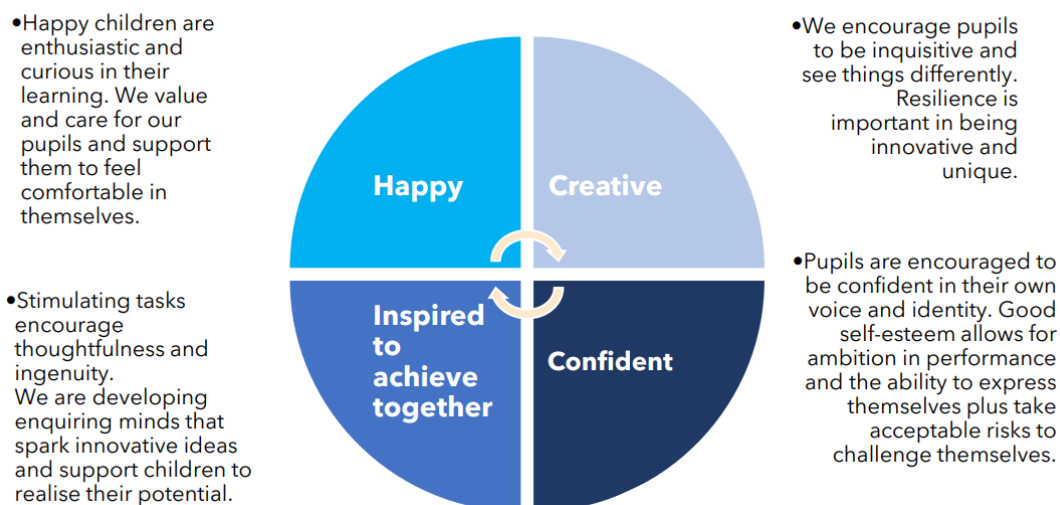 •Happy children are
enthusiastic and
curious in their
learning. We value
and care for our
pupils and support
them to feel
comfortable in
themselves.
Happy
Creative
•We encourage pupils
to be inquisitive and
see things differently.
Resilience is
important in being
innovative and
unique.
•Stimulating tasks
encourage
thoughtfulness and
ingenuity.
We are developing
enquiring minds that
spark innovative ideas
and support children to
realise their potential.
Inspired
to
achieve
together
Confident
•Pupils are encouraged to
be confident in their own
voice and identity. Good
self-esteem allows for
ambition in performance
and the ability to express
themselves plus take
acceptable risks to
challenge themselves.